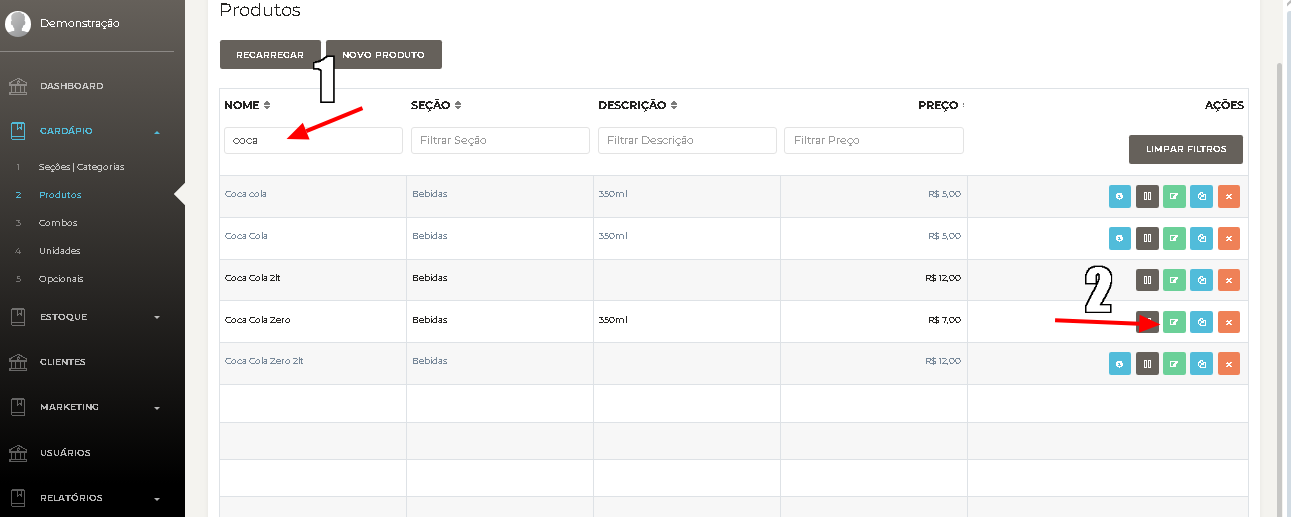 Produtos
Demonstração
RECARREGAR
NOVO PRODUTO
1
DASHBOARD
CARDÁPIO
1 Seções | Categorias
2 Produtos
3 Combos
4 Unidades
5 Opcionais
ESTOQUE
CLIENTES
MARKETING
USUÁRIOS
RELATÓRIOS
NOME SEÇÃO DESCRIÇÃO PREÇO AÇÕES
coca Filtrar Seção Filtrar Descrição Filtrar Preço LIMPAR FILTROS
Coca cola Bebidas 350ml R$ 5,00
Coca Cola Bebidas 350ml R$ 5,00
Coca Cola 2lt Bebidas R$ 12,00
2
Coca Cola Zero Bebidas 350ml R$ 7,00
Coca Cola Zero 2lt Bebidas R$ 12,00